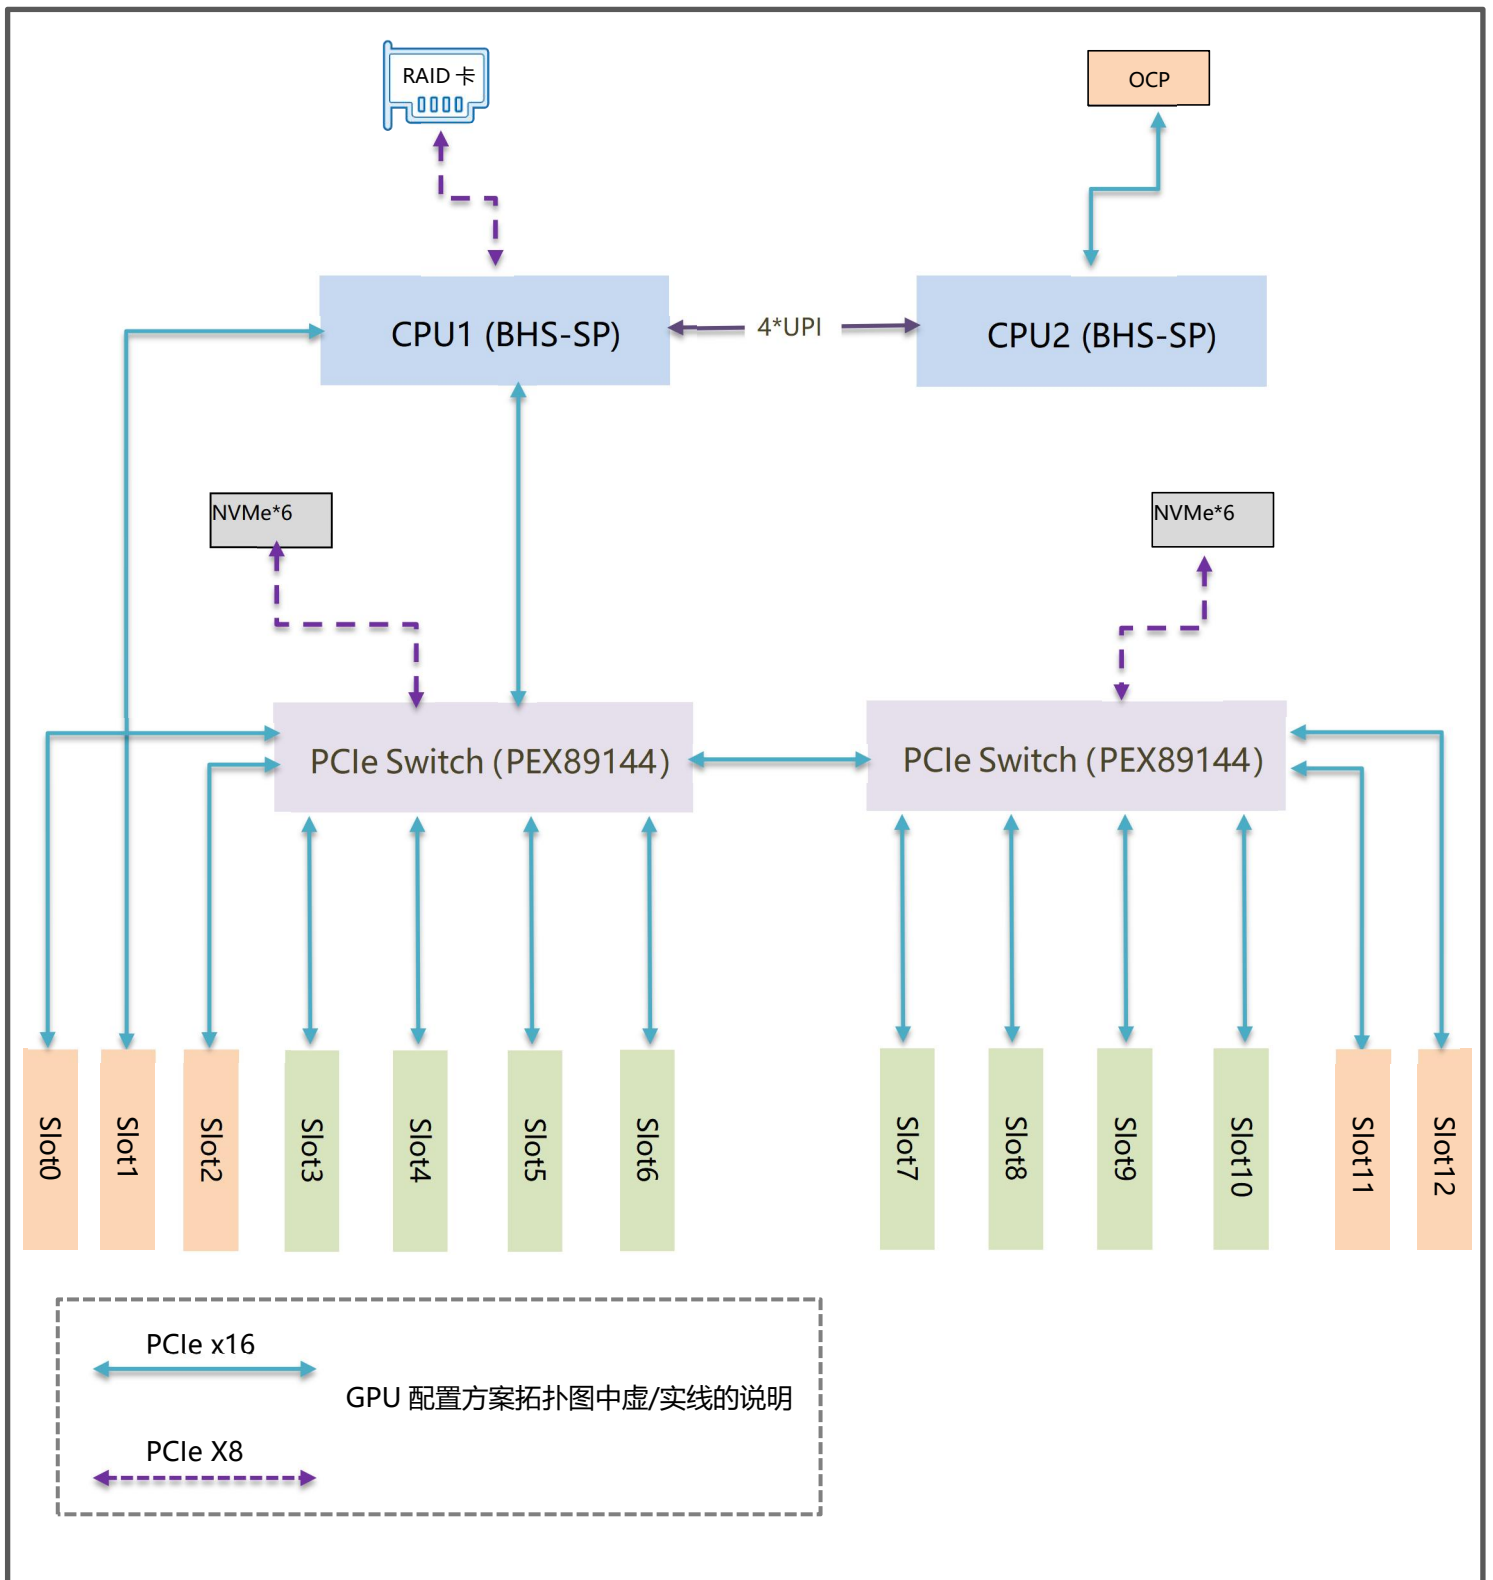 RAID 卡
OCP
CPU1 (BHS-SP)
4*UPI
CPU2 (BHS-SP)
NVMe*6
NVMe*6
PCIe Switch (PEX89144)
PCIe Switch (PEX89144)
Slot0
Slot1
Slot2
Slot3
Slot4
Slot5
Slot6
Slot7
Slot8
Slot9
Slot10
Slot11
Slot12
PCIe x16
GPU 配置方案拓扑图中虚/实线的说明
PCIe X8